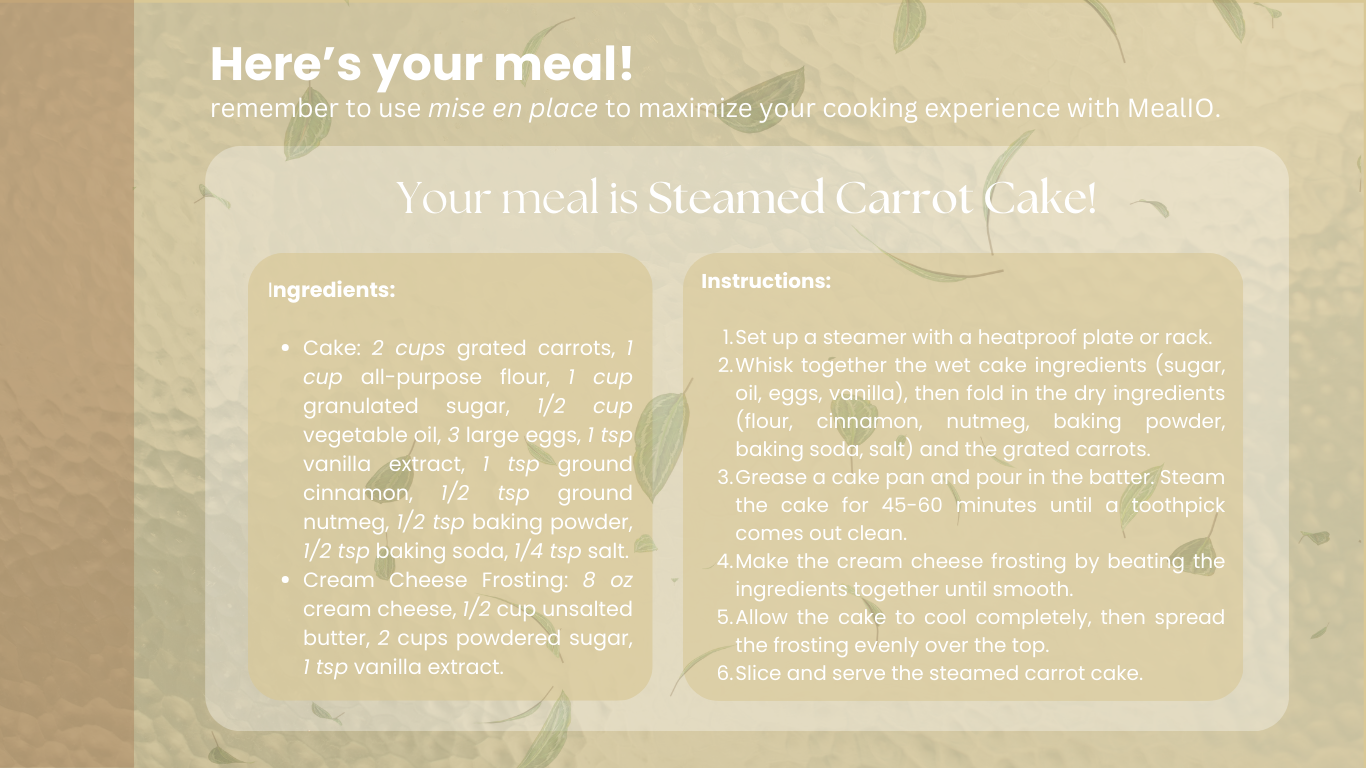 Here's your meal!
remember to use mise en place to maximize your cooking experience with MealIO.
Your meal is Steamed Carrot Cake!
Ingredients:
• Cake: 2 cups grated carrots, 1
cup all-purpose flour, 1 cup
granulated sugar, 1/2 cup
vegetable oil, 3 large eggs, 1 tsp
vanilla extract, 1 tsp ground
cinnamon, 1/2 tsp ground
nutmeg, 1/2 tsp baking powder,
1/2 tsp baking soda, 1/4 tsp salt.
• Cream Cheese Frosting: 8 oz
cream cheese, 1/2 cup unsalted
butter, 2 cups powdered sugar,
1 tsp vanilla extract.
Instructions:
1. Set up a steamer with a heatproof plate or rack.
2. Whisk together the wet cake ingredients (sugar,
oil, eggs, vanilla), then fold in the dry ingredients
(flour, cinnamon, nutmeg, baking powder,
baking soda, salt) and the grated carrots.
3. Grease a cake pan and pour in the batter. Steam
the cake for 45-60 minutes until a toothpick
comes out clean.
4. Make the cream cheese frosting by beating the
ingredients together until smooth.
5. Allow the cake to cool completely, then spread
the frosting evenly over the top.
6. Slice and serve the steamed carrot cake.